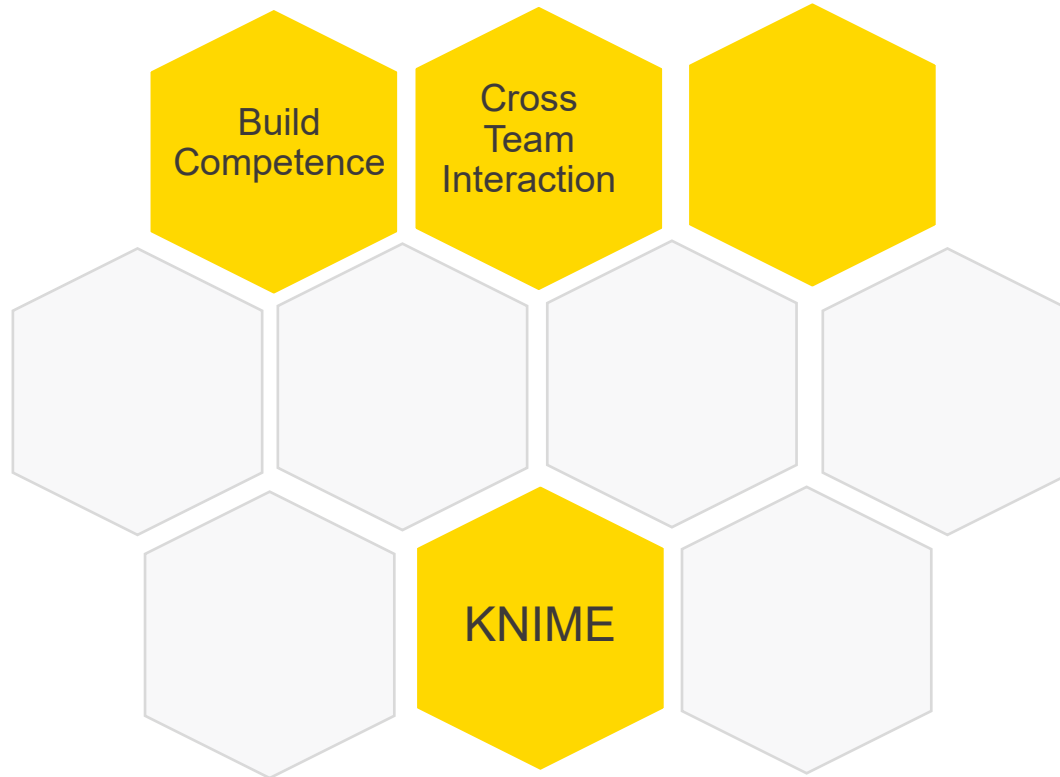 Build
Competence
Cross
Team
Interaction
KNIME